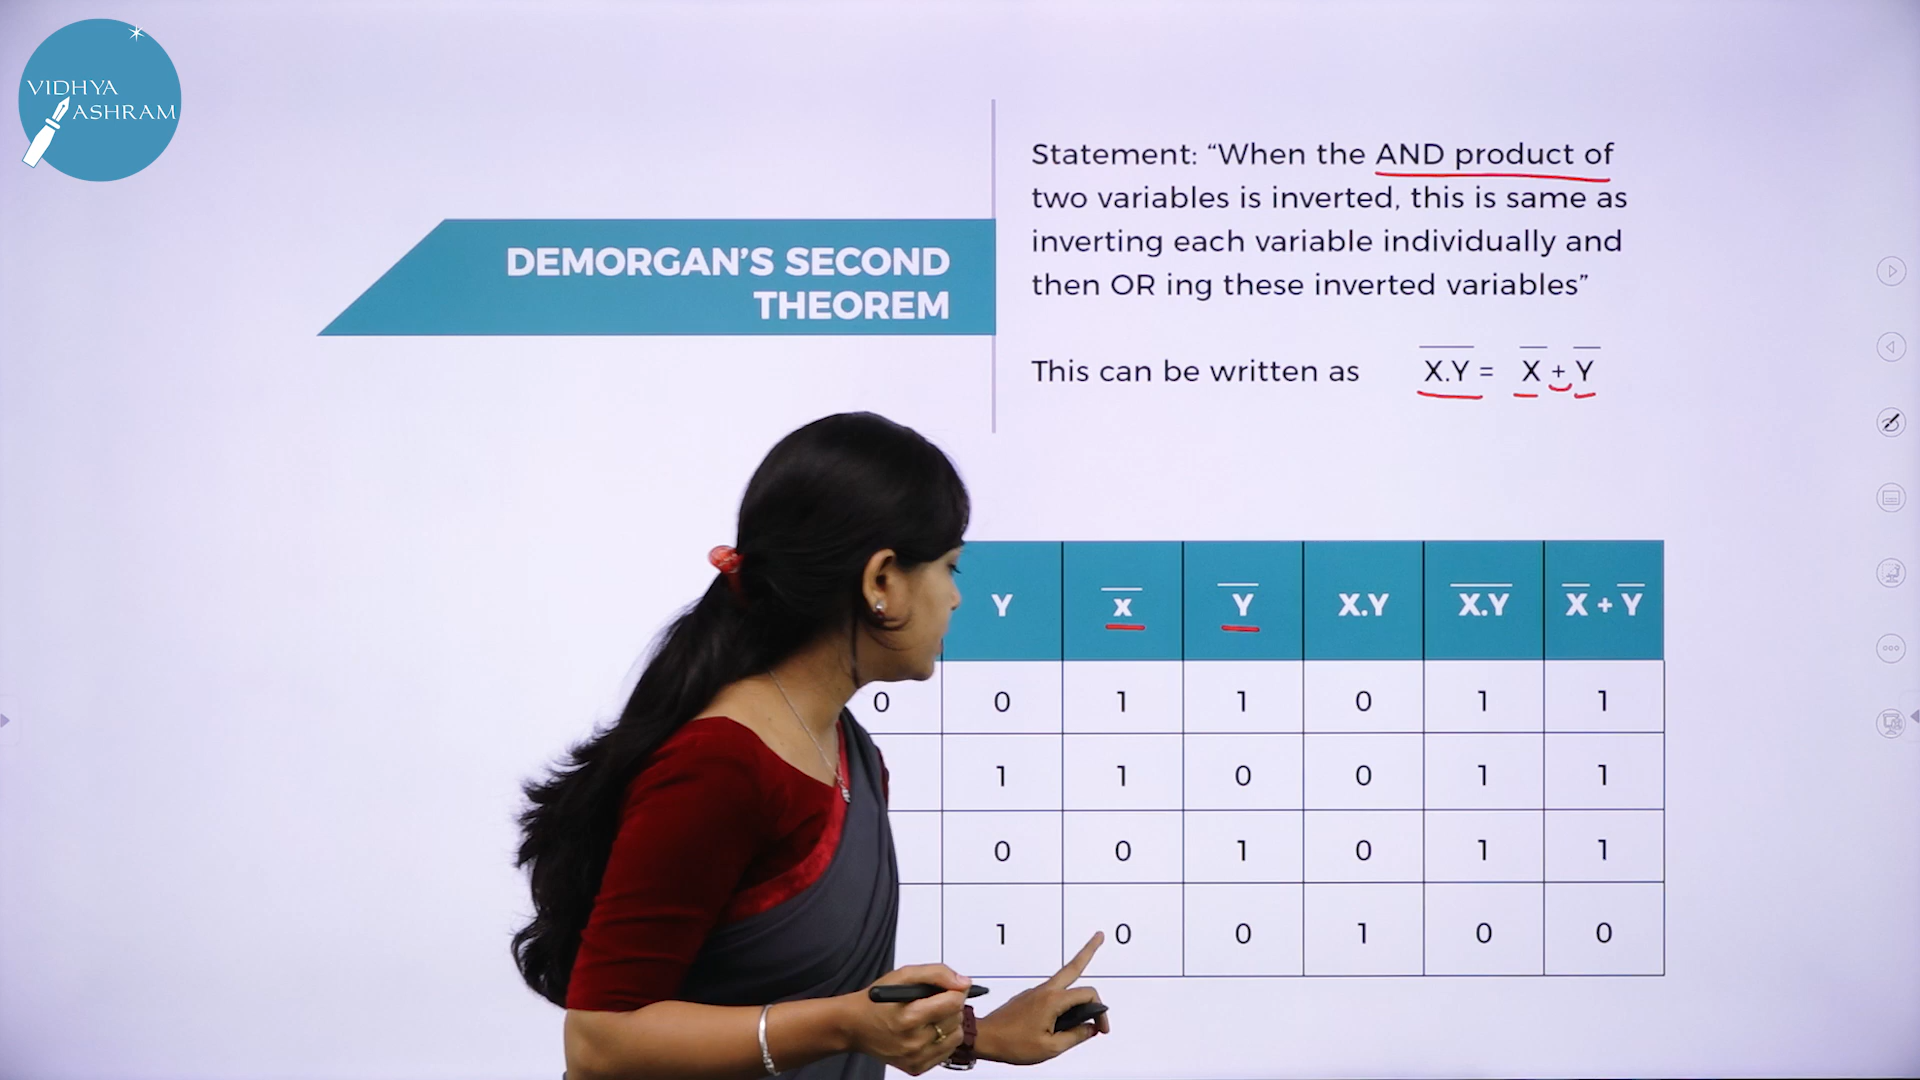 VIDHYA
ASHRAM
Statement: “When the AND product of
two variables is inverted, this is same as
inverting each variable individually and
then OR ing these inverted variables”
DEMORGAN’S SECOND
THEOREM
This can be written as X̅.̅Y̅ = X̅ + Y̅
Y x̅ Y̅ X.Y X̅.̅Y̅ X̅ + Y̅
0 0 1 1 0 1 1
1 1 0 0 1 1
0 0 1 0 1 1
1 0 0 1 0 0